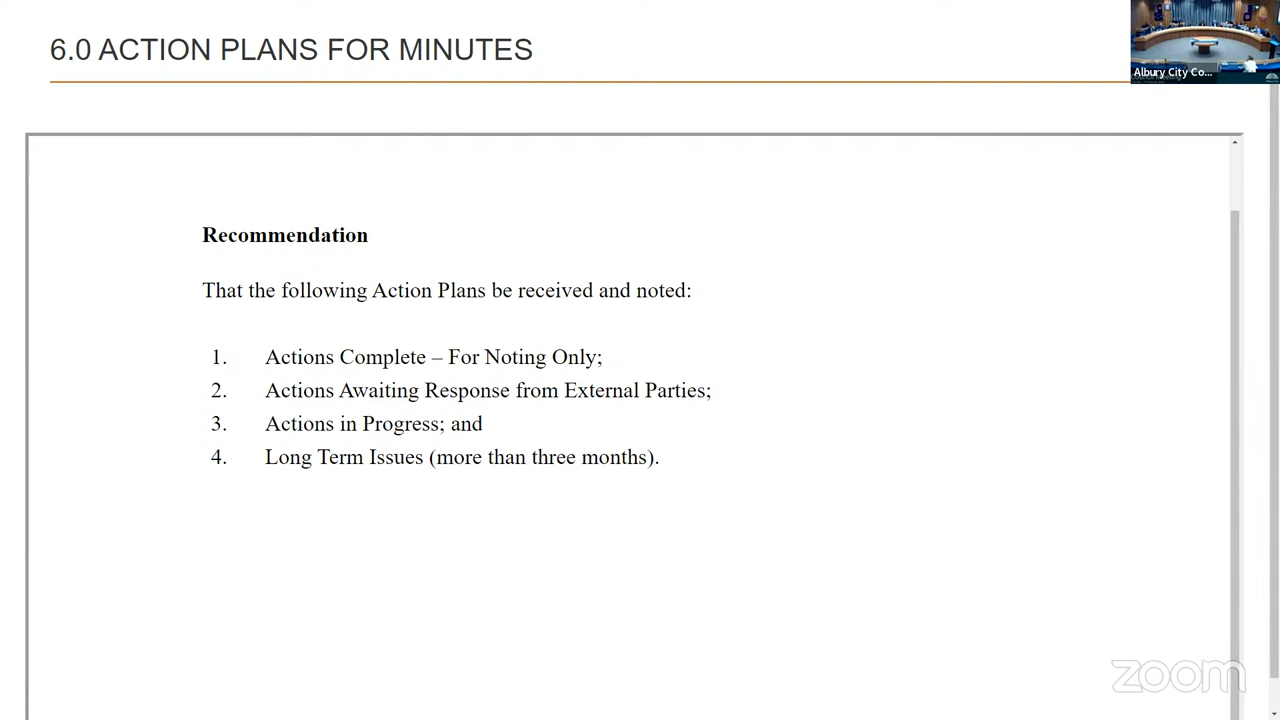 6.0 ACTION PLANS FOR MINUTES
Albury City Co...
Recommendation
That the following Action Plans be received and noted:
1. Actions Complete – For Noting Only;
2. Actions Awaiting Response from External Parties;
3. Actions in Progress; and
4. Long Term Issues (more than three months).
zoom